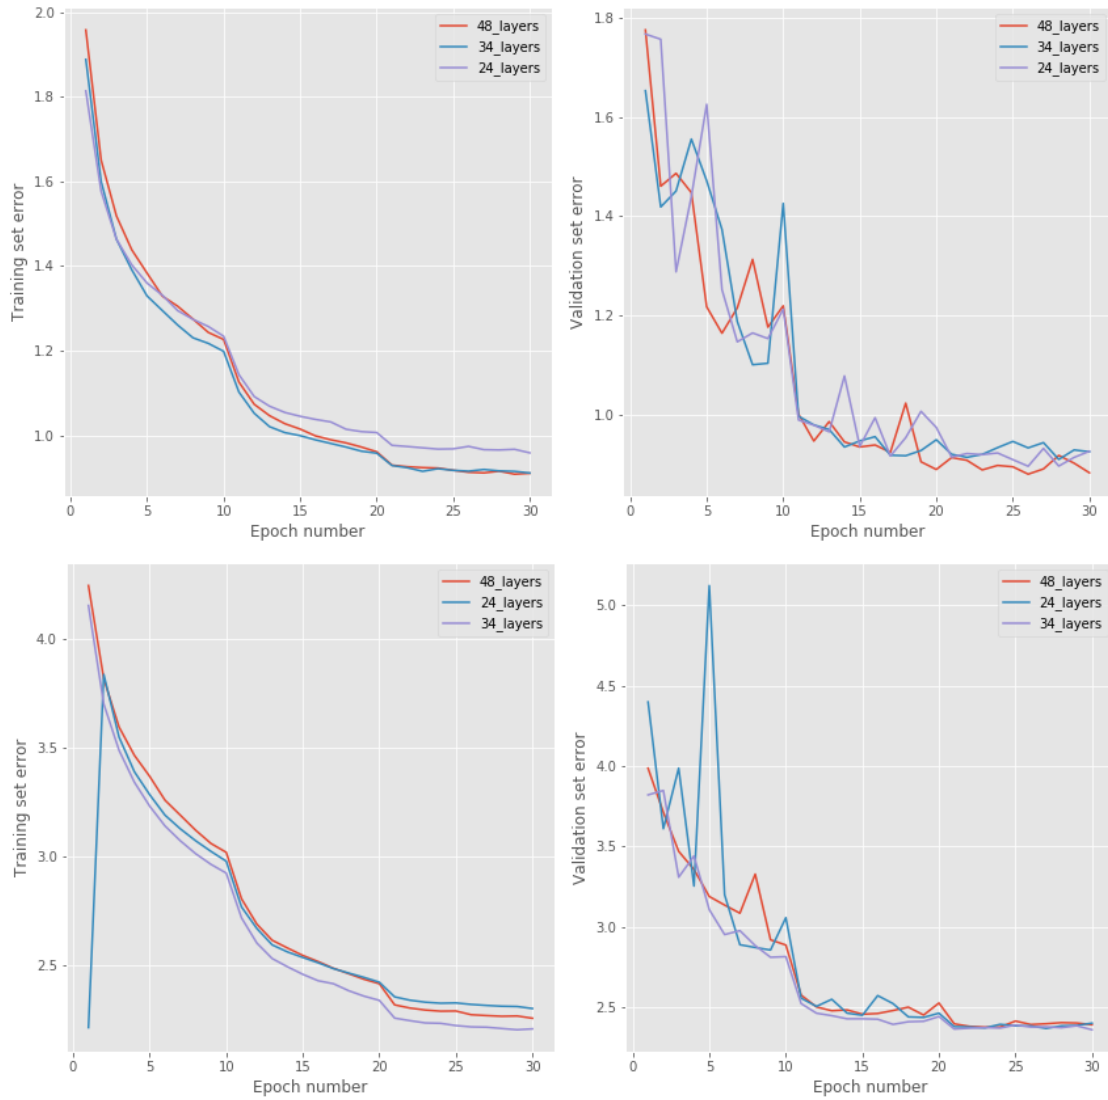 2.0
1.8
1.6
1.4
1.2
1.0
Training set error
48_layers
34_layers
24_layers
0 5 10 15 20 25 30
Epoch number
1.8
1.6
1.4
1.2
1.0
Validation set error
48_layers
34_layers
24_layers
0 5 10 15 20 25 30
Epoch number
4.0
3.5
3.0
2.5
Training set error
48_layers
24_layers
34_layers
0 5 10 15 20 25 30
Epoch number
5.0
4.5
4.0
3.5
3.0
2.5
Validation set error
48_layers
24_layers
34_layers
0 5 10 15 20 25 30
Epoch number